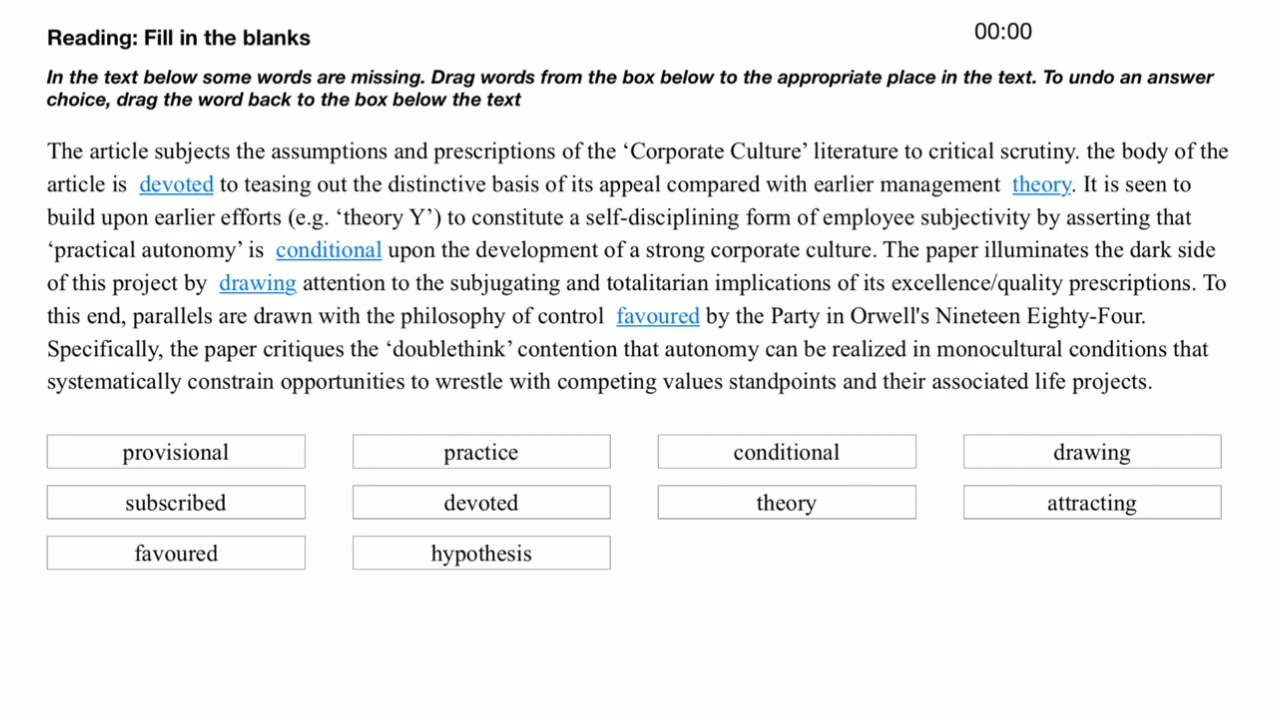 Reading: Fill in the blanks
00:00
In the text below some words are missing. Drag words from the box below to the appropriate place in the text. To undo an answer
choice, drag the word back to the box below the text
The article subjects the assumptions and prescriptions of the ‘Corporate Culture’ literature to critical scrutiny. the body of the
article is devoted to teasing out the distinctive basis of its appeal compared with earlier management theory. It is seen to
build upon earlier efforts (e.g. ‘theory Y’) to constitute a self-disciplining form of employee subjectivity by asserting that
‘practical autonomy’ is conditional upon the development of a strong corporate culture. The paper illuminates the dark side
of this project by drawing attention to the subjugating and totalitarian implications of its excellence/quality prescriptions. To
this end, parallels are drawn with the philosophy of control favoured by the Party in Orwell's Nineteen Eighty-Four.
Specifically, the paper critiques the ‘doublethink’ contention that autonomy can be realized in monocultural conditions that
systematically constrain opportunities to wrestle with competing values standpoints and their associated life projects.
provisional practice conditional drawing
subscribed devoted theory attracting
favoured hypothesis